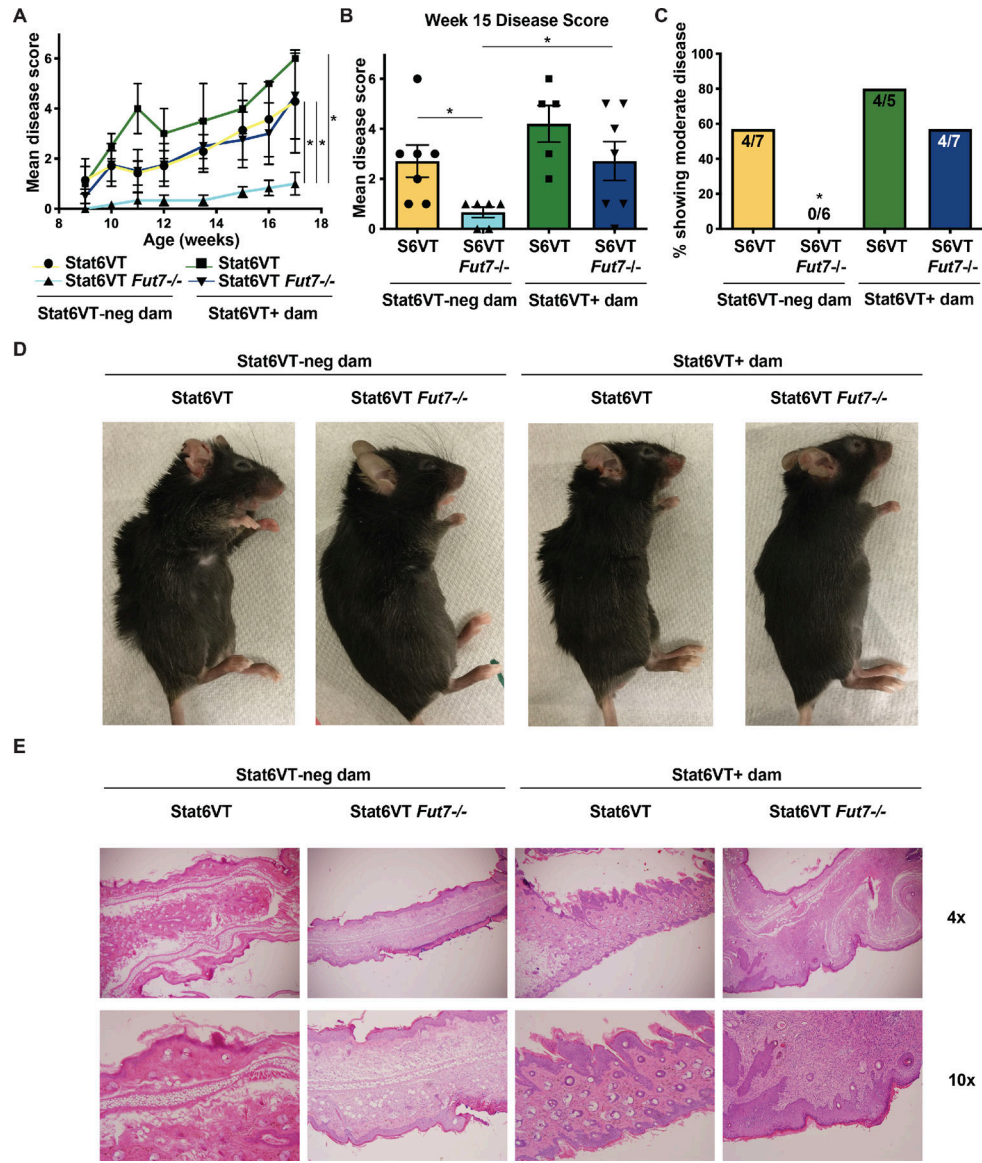 A
Mean disease score
6
4
2
0
8
10
12
14
16
18
Age (weeks)
*
*
*
Stat6VT
Stat6VT
Stat6VT Fut7-/-
Stat6VT Fut7-/-
Stat6VT-neg dam
Stat6VT+ dam
B
Week 15 Disease Score
Mean disease score
8
6
4
2
0
*
*
S6VT
S6VT
Fut7-/-
S6VT
S6VT
Fut7-/-
Stat6VT-neg dam
Stat6VT+ dam
C
% showing moderate disease
100
80
60
40
20
0
4/7
*
0/6
4/5
4/7
S6VT
S6VT
Fut7-/-
S6VT
S6VT
Fut7-/-
Stat6VT-neg dam
Stat6VT+ dam
D
Stat6VT-neg dam
Stat6VT+ dam
Stat6VT
Stat6VT Fut7-/-
Stat6VT
Stat6VT Fut7-/-
E
Stat6VT-neg dam
Stat6VT+ dam
Stat6VT
Stat6VT Fut7-/-
Stat6VT
Stat6VT Fut7-/-
4x
10x